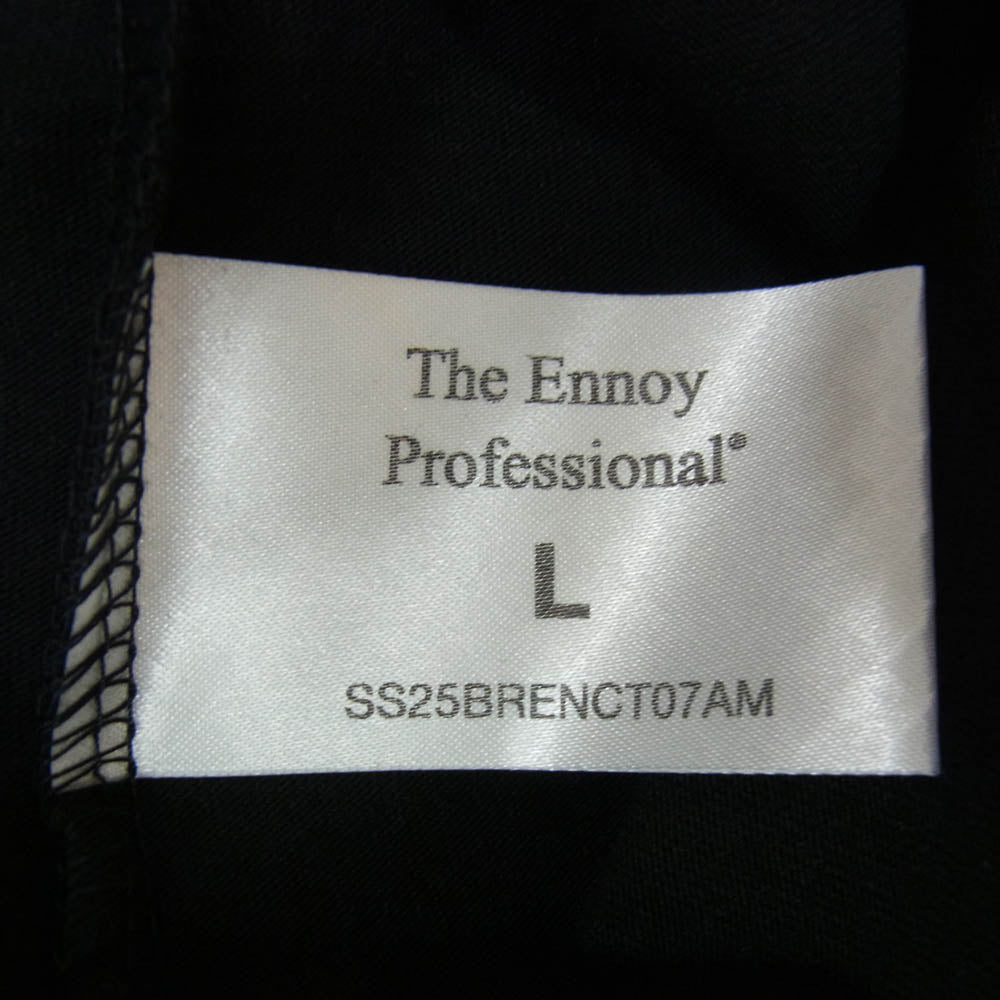 The Ennoy
Professional®
L
SS25BRENCT07AM